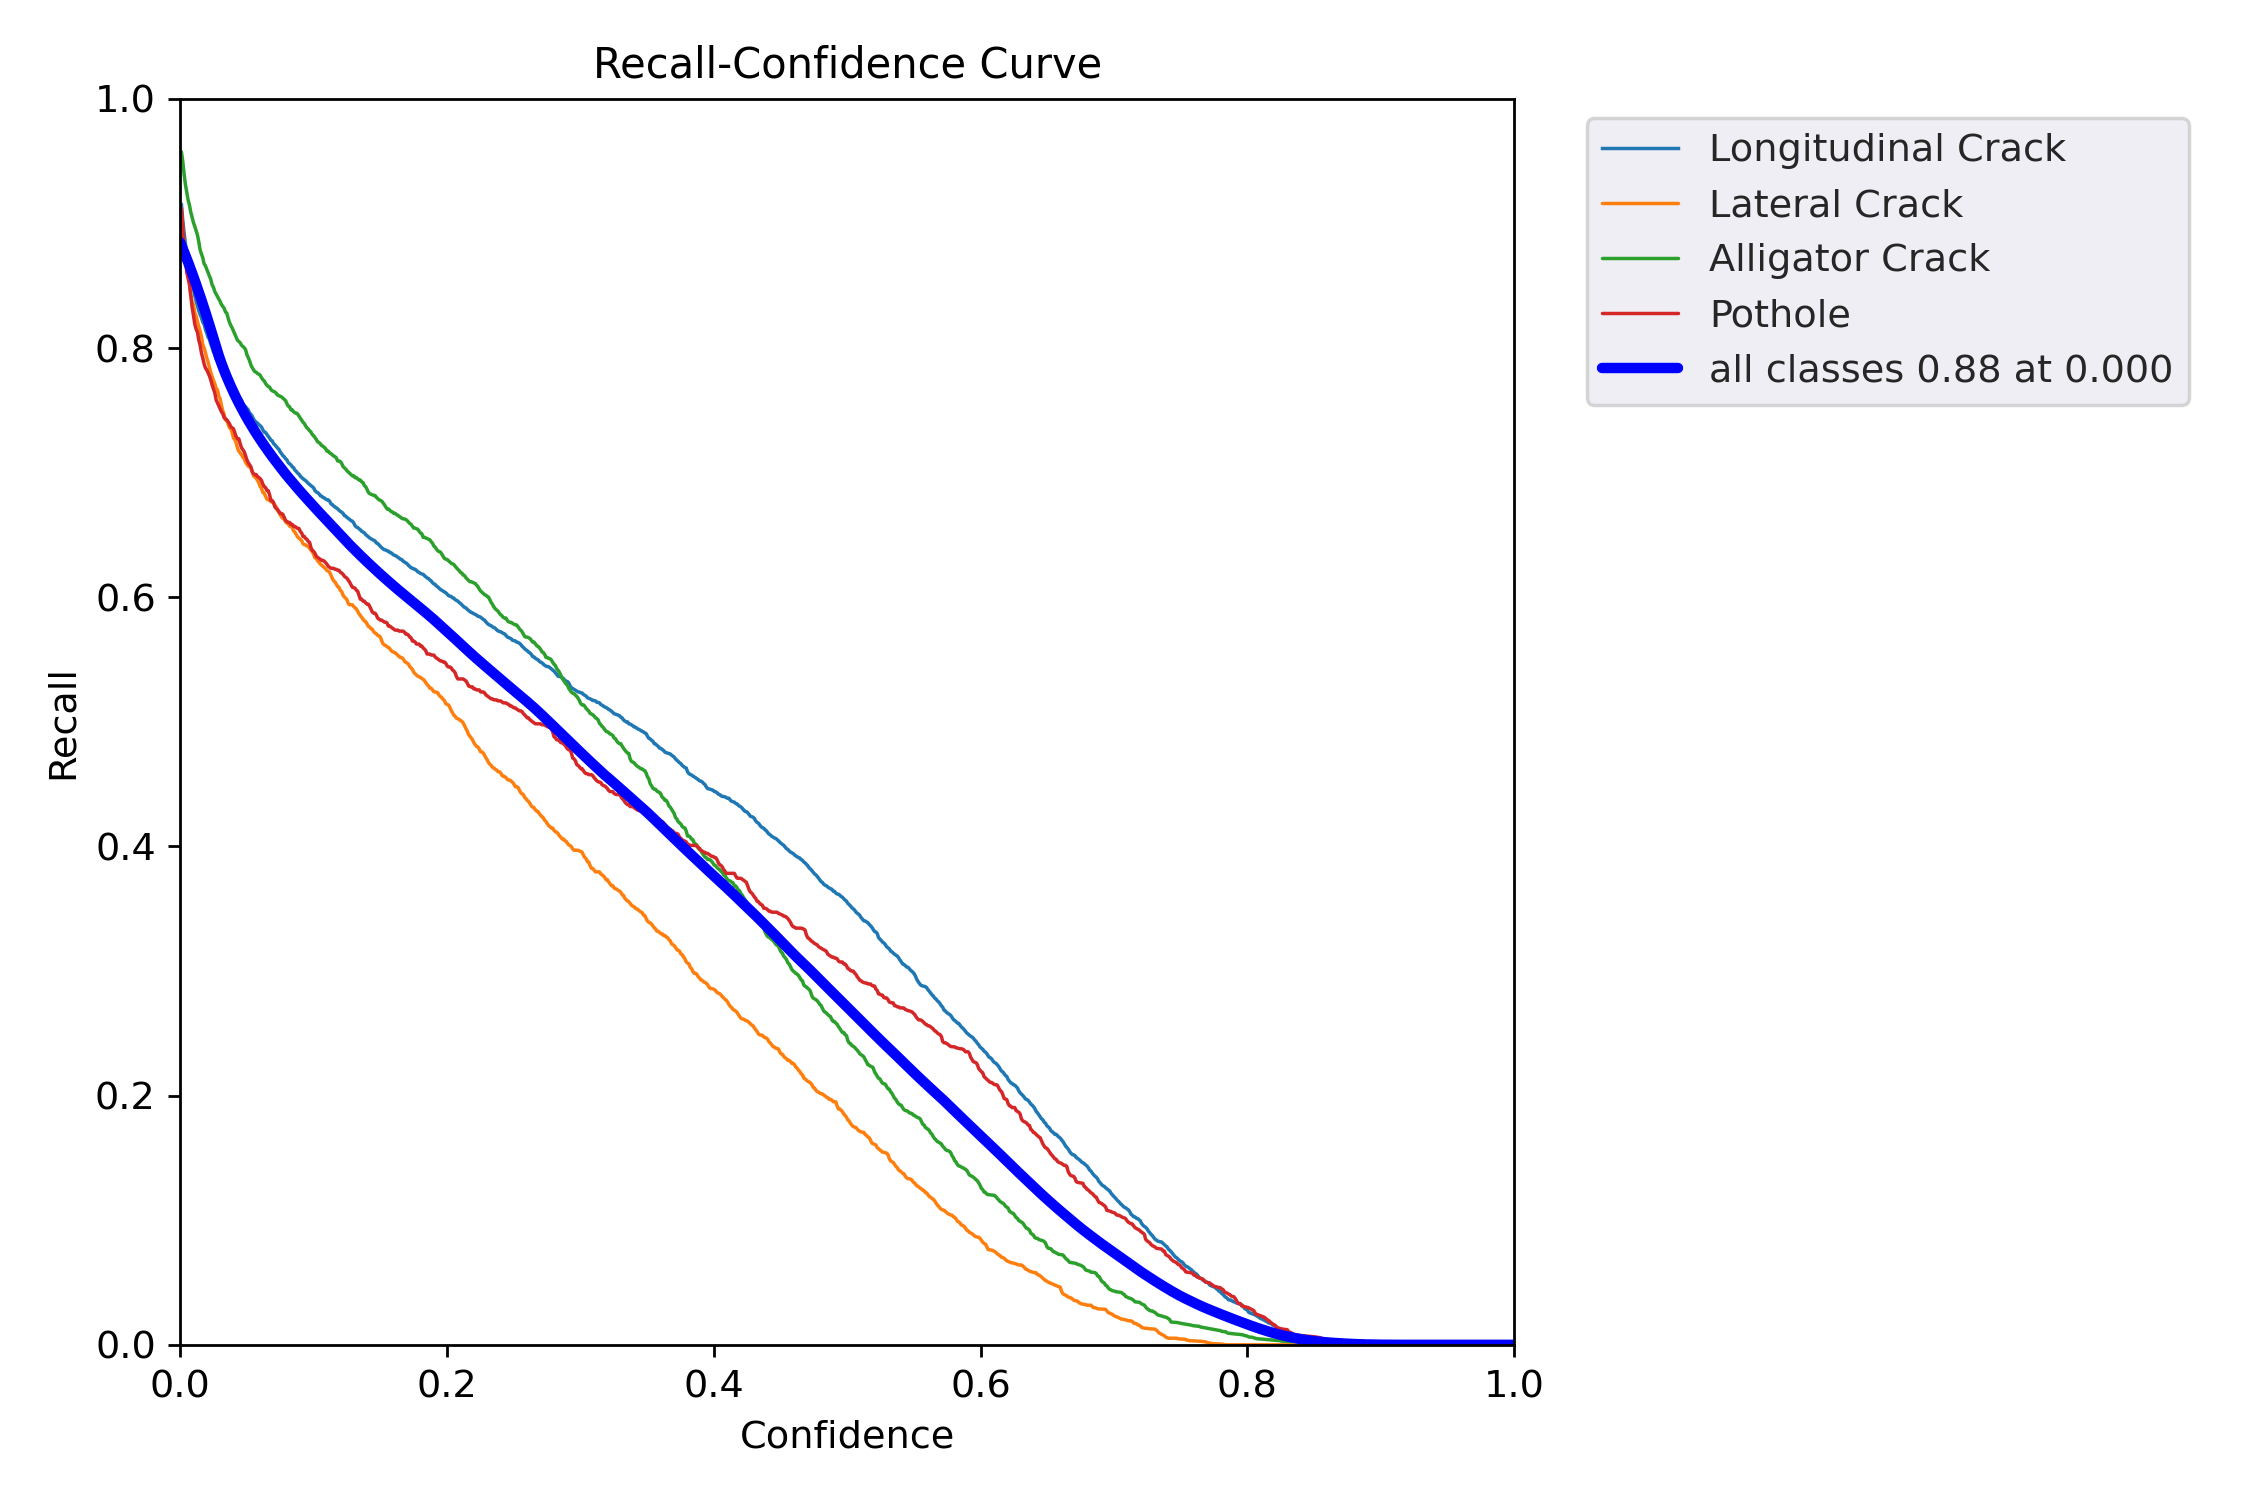 Recall-Confidence Curve
1.0
0.8
0.6
0.4
0.2
0.0
Recall
0.0 0.2 0.4 0.6 0.8 1.0
Confidence
Longitudinal Crack
Lateral Crack
Alligator Crack
Pothole
all classes 0.88 at 0.000